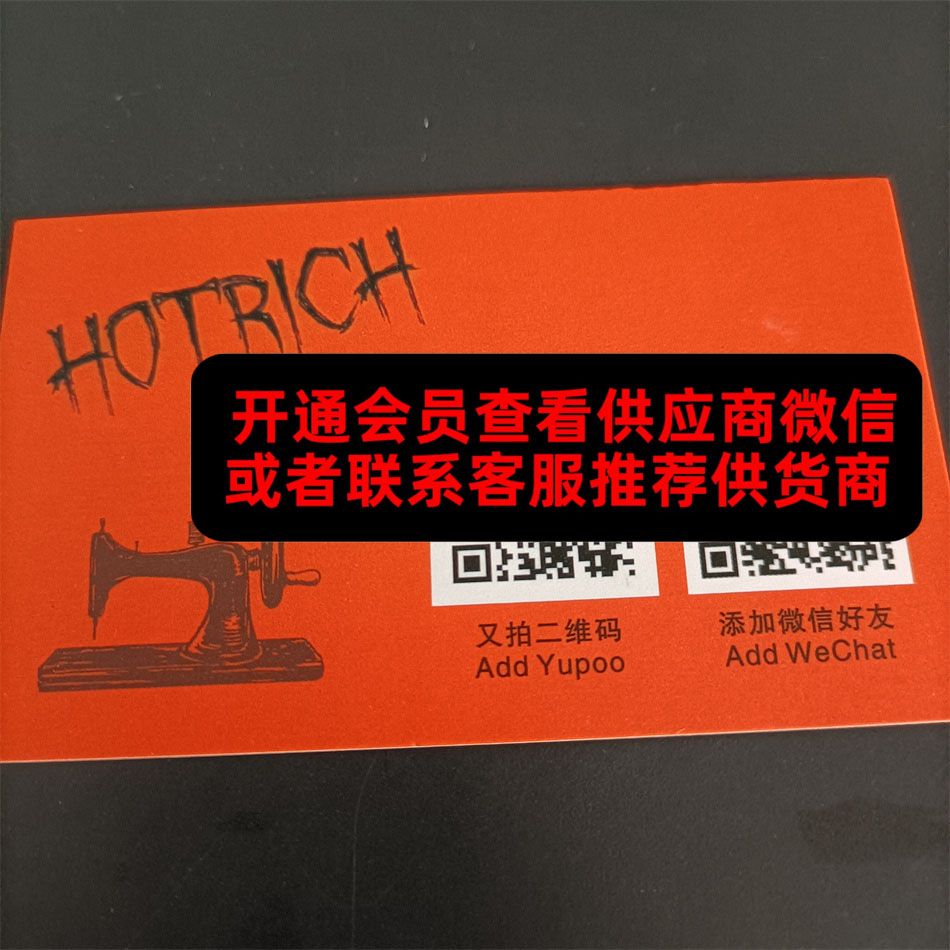 HOTRICH
开通会员查看供应商微信
或者联系客服推荐供货商
又拍二维码
Add Yupoo
添加微信好友
Add WeChat